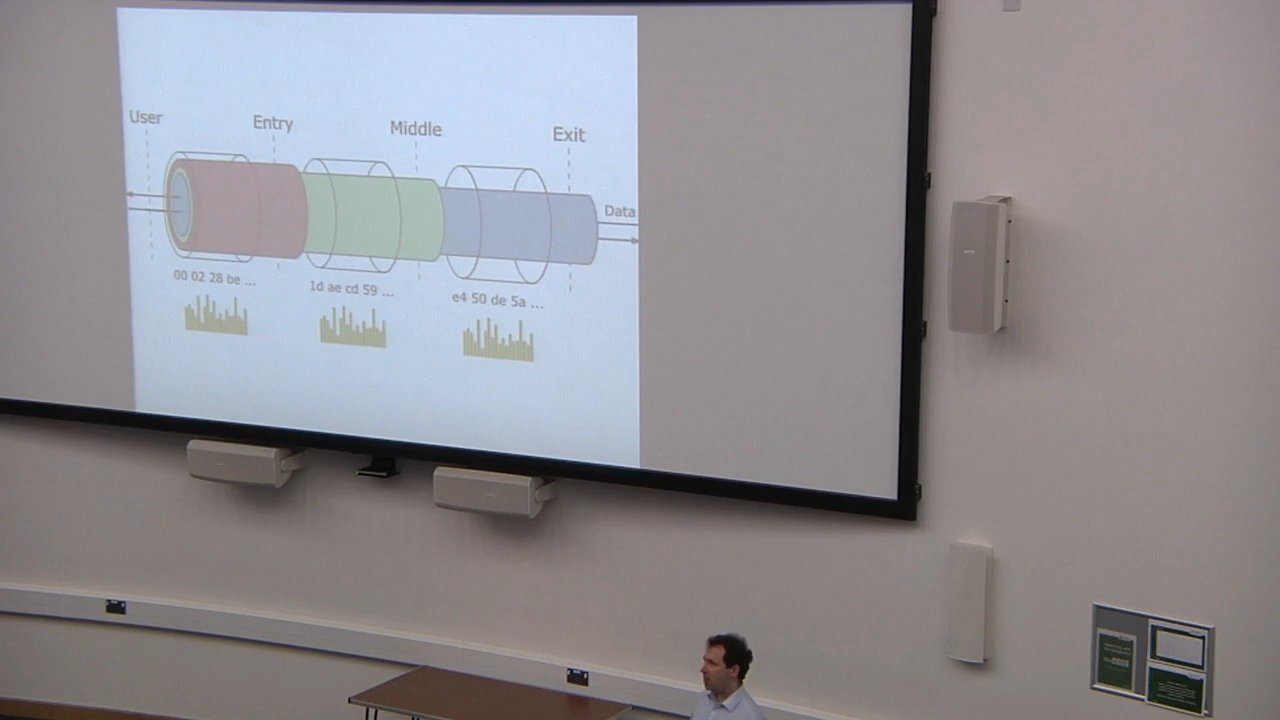 User
Entry
Middle
Exit
Data
00 02 28 be ...
1d ae cd 59 ...
e4 50 de 5a ...